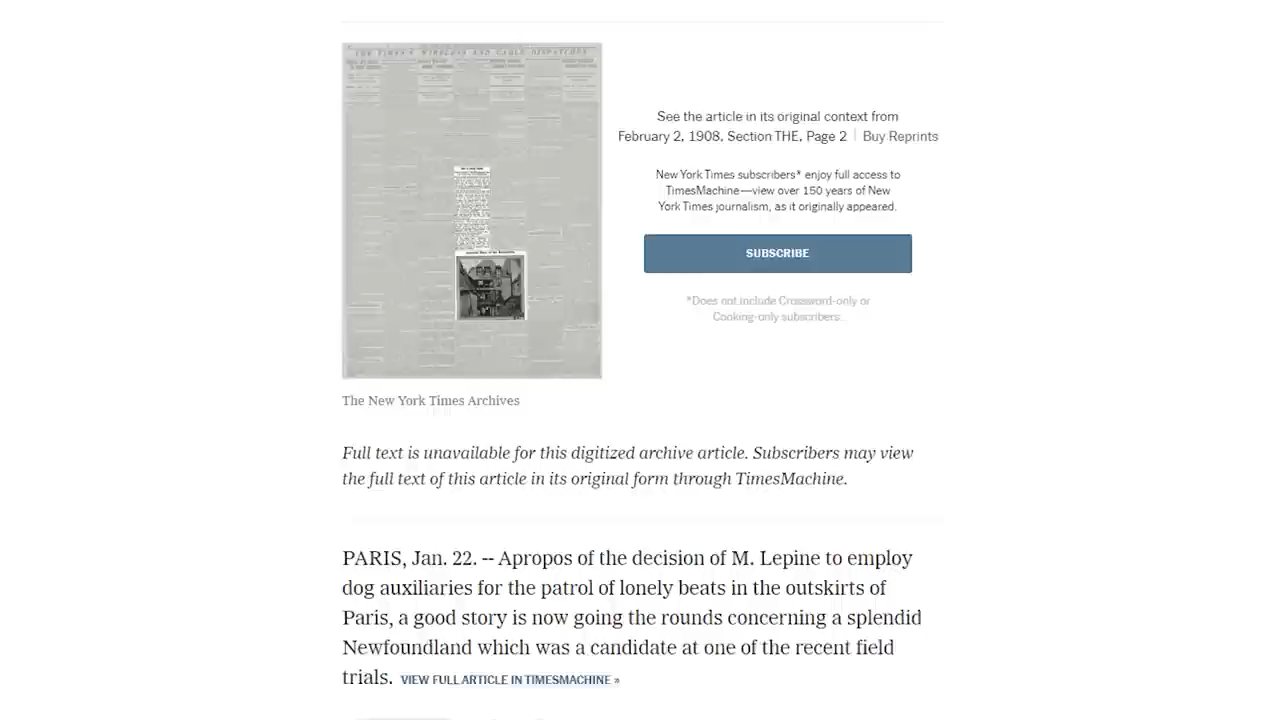 THE TIMES'S WIRELESS AND CABLE DISPATCHES
See the article in its original context from
February 2, 1908, Section THE, Page 2 | Buy Reprints
New York Times subscribers* enjoy full access to
TimesMachine—view over 150 years of New
York Times journalism, as it originally appeared.
SUBSCRIBE
*Does not include Crossword-only or
Cooking-only subscribers.
The New York Times Archives
Full text is unavailable for this digitized archive article. Subscribers may view
the full text of this article in its original form through TimesMachine.
PARIS, Jan. 22. -- Apropos of the decision of M. Lepine to employ
dog auxiliaries for the patrol of lonely beats in the outskirts of
Paris, a good story is now going the rounds concerning a splendid
Newfoundland which was a candidate at one of the recent field
trials. VIEW FULL ARTICLE IN TIMESMACHINE »